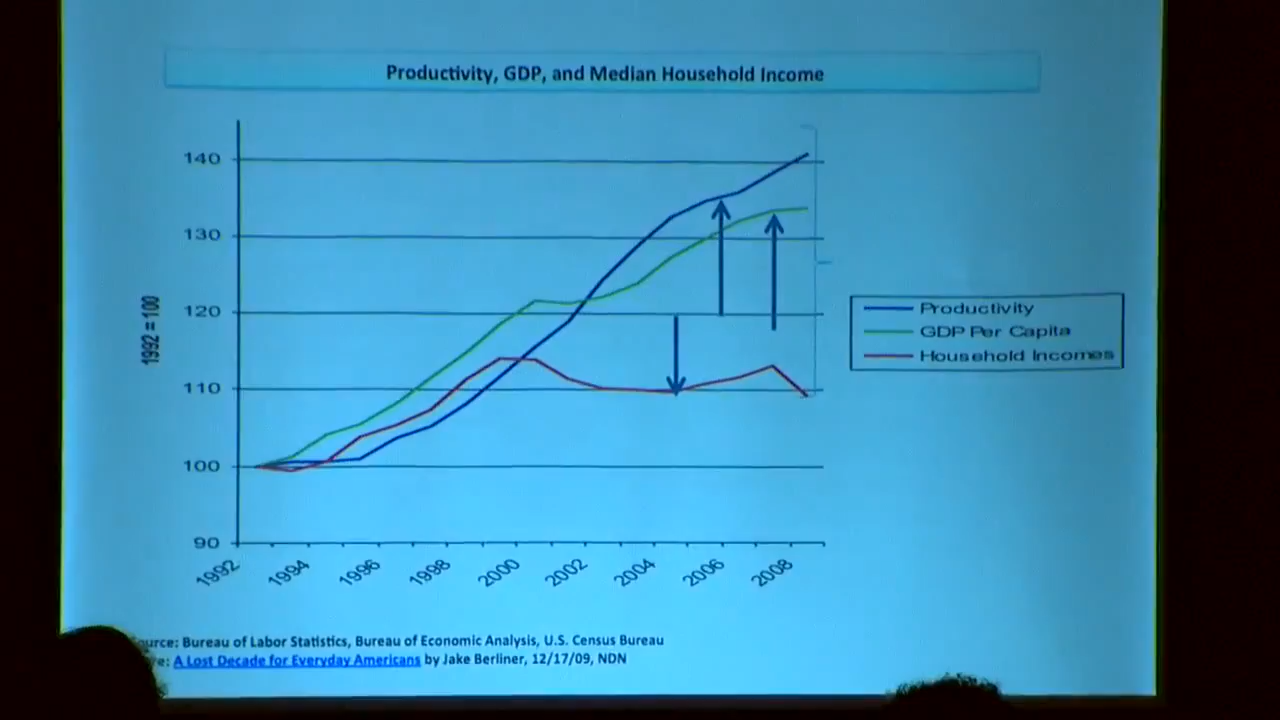 Productivity, GDP, and Median Household Income
140
130
120
110
100
90
1992 = 100
1992
1994
1996
1998
2000
2002
2004
2006
2008
Productivity
GDP Per Capita
Household Incomes
Bureau of Labor Statistics, Bureau of Economic Analysis, U.S. Census Bureau
A Lost Decade for Everyday Americans by Jake Berliner, 12/17/09, NDN